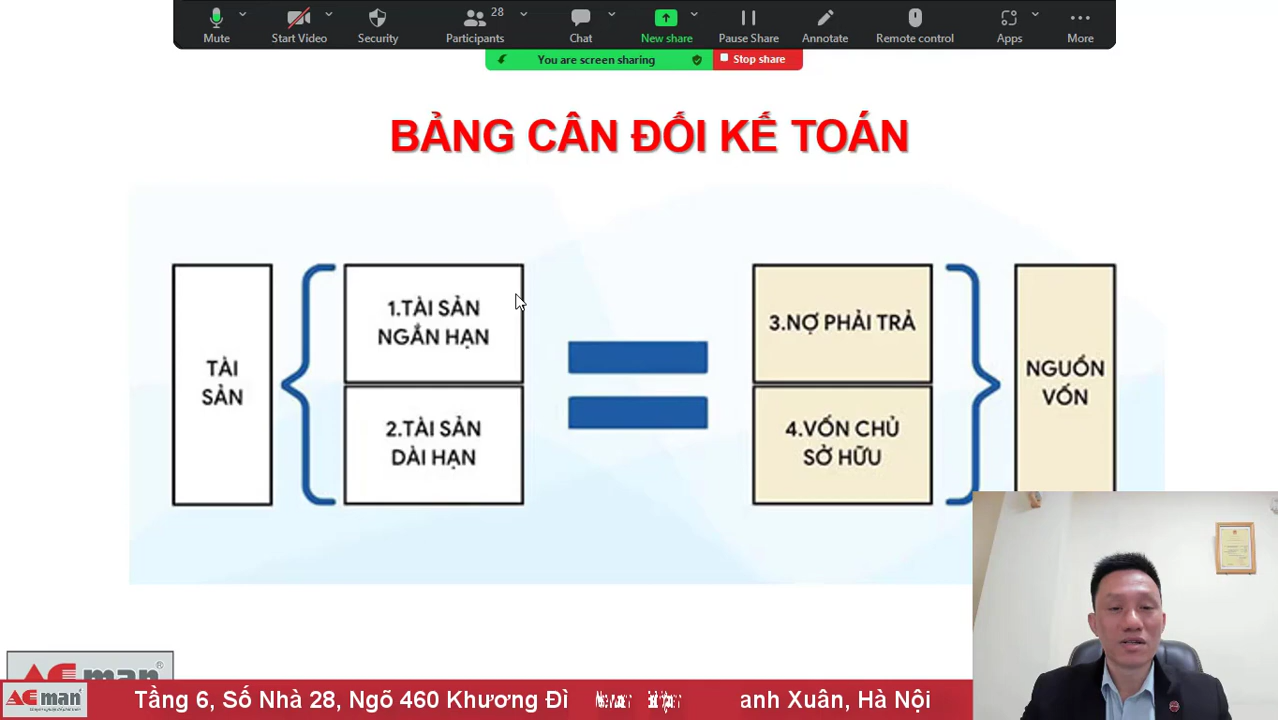 Mute
Start Video
Security
Participants
28
Chat
New share
Pause Share
Annotate
Remote control
Apps
More
You are screen sharing
Stop share
BẢNG CÂN ĐỐI KẾ TOÁN
TÀI
SẢN
1.TÀI SẢN
NGẮN HẠN
2.TÀI SẢN
DÀI HẠN
3.NỢ PHẢI TRẢ
4.VỐN CHỦ
SỞ HỮU
NGUỒN
VỐN
Tầng 6, Số Nhà 28, Ngõ 460 Khương Đì anh Xuân, Hà Nội